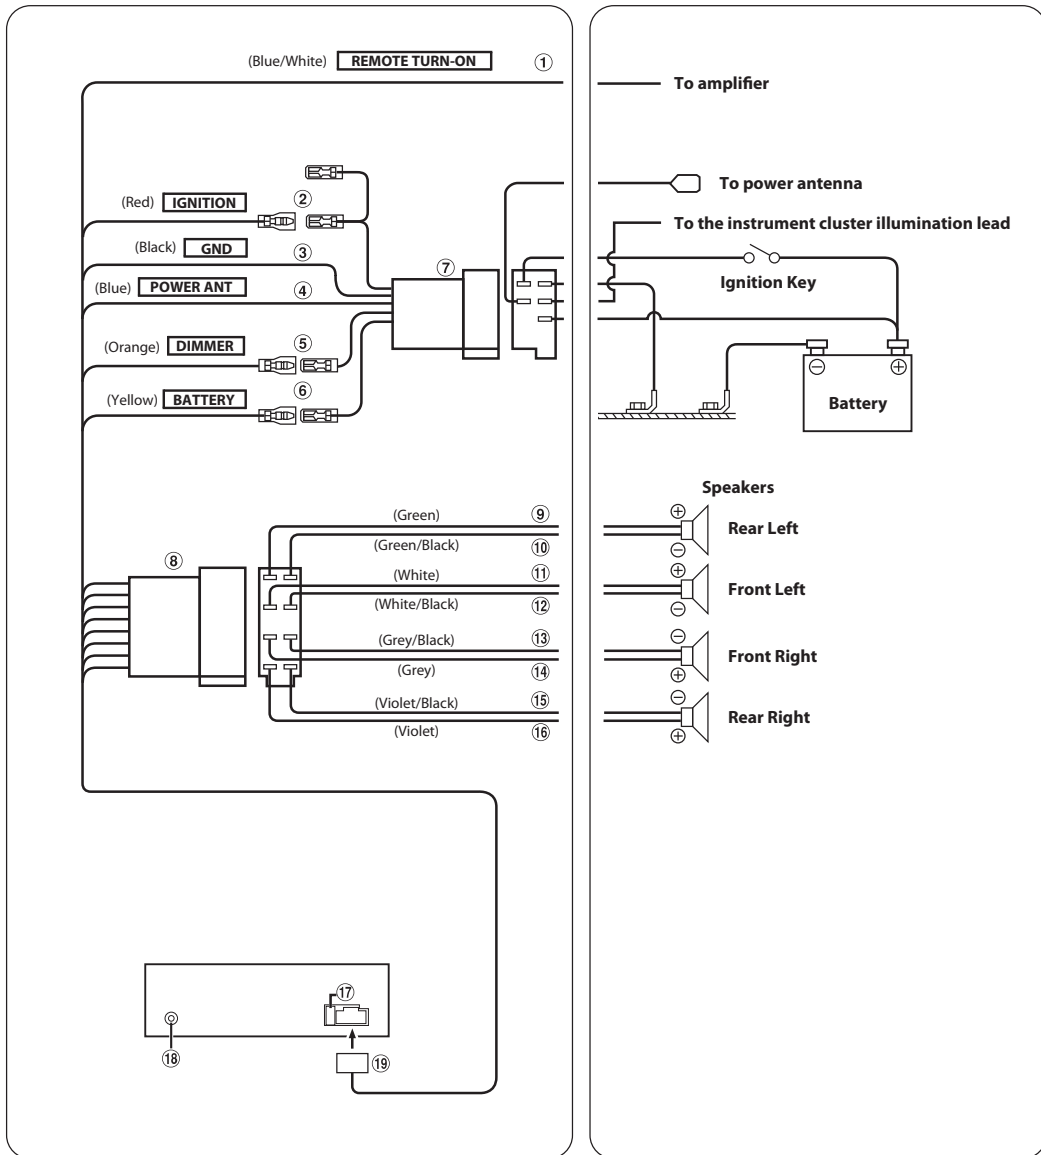 (Blue/White) REMOTE TURN-ON ①
To amplifier
To power antenna
(Red) IGNITION ②
To the instrument cluster illumination lead
(Black) GND ③
⑦
Ignition Key
(Blue) POWER ANT ④
(Orange) DIMMER ⑤
⊖ ⊕
(Yellow) BATTERY ⑥
Battery
Speakers
(Green) ⑨ ⊕
Rear Left
(Green/Black) ⑩ ⊖
⑧
(White) ⑪ ⊕
Front Left
(White/Black) ⑫ ⊖
(Grey/Black) ⑬ ⊖
Front Right
(Grey) ⑭ ⊕
(Violet/Black) ⑮ ⊖
Rear Right
(Violet) ⑯ ⊕
⑰
⑱ ⑲